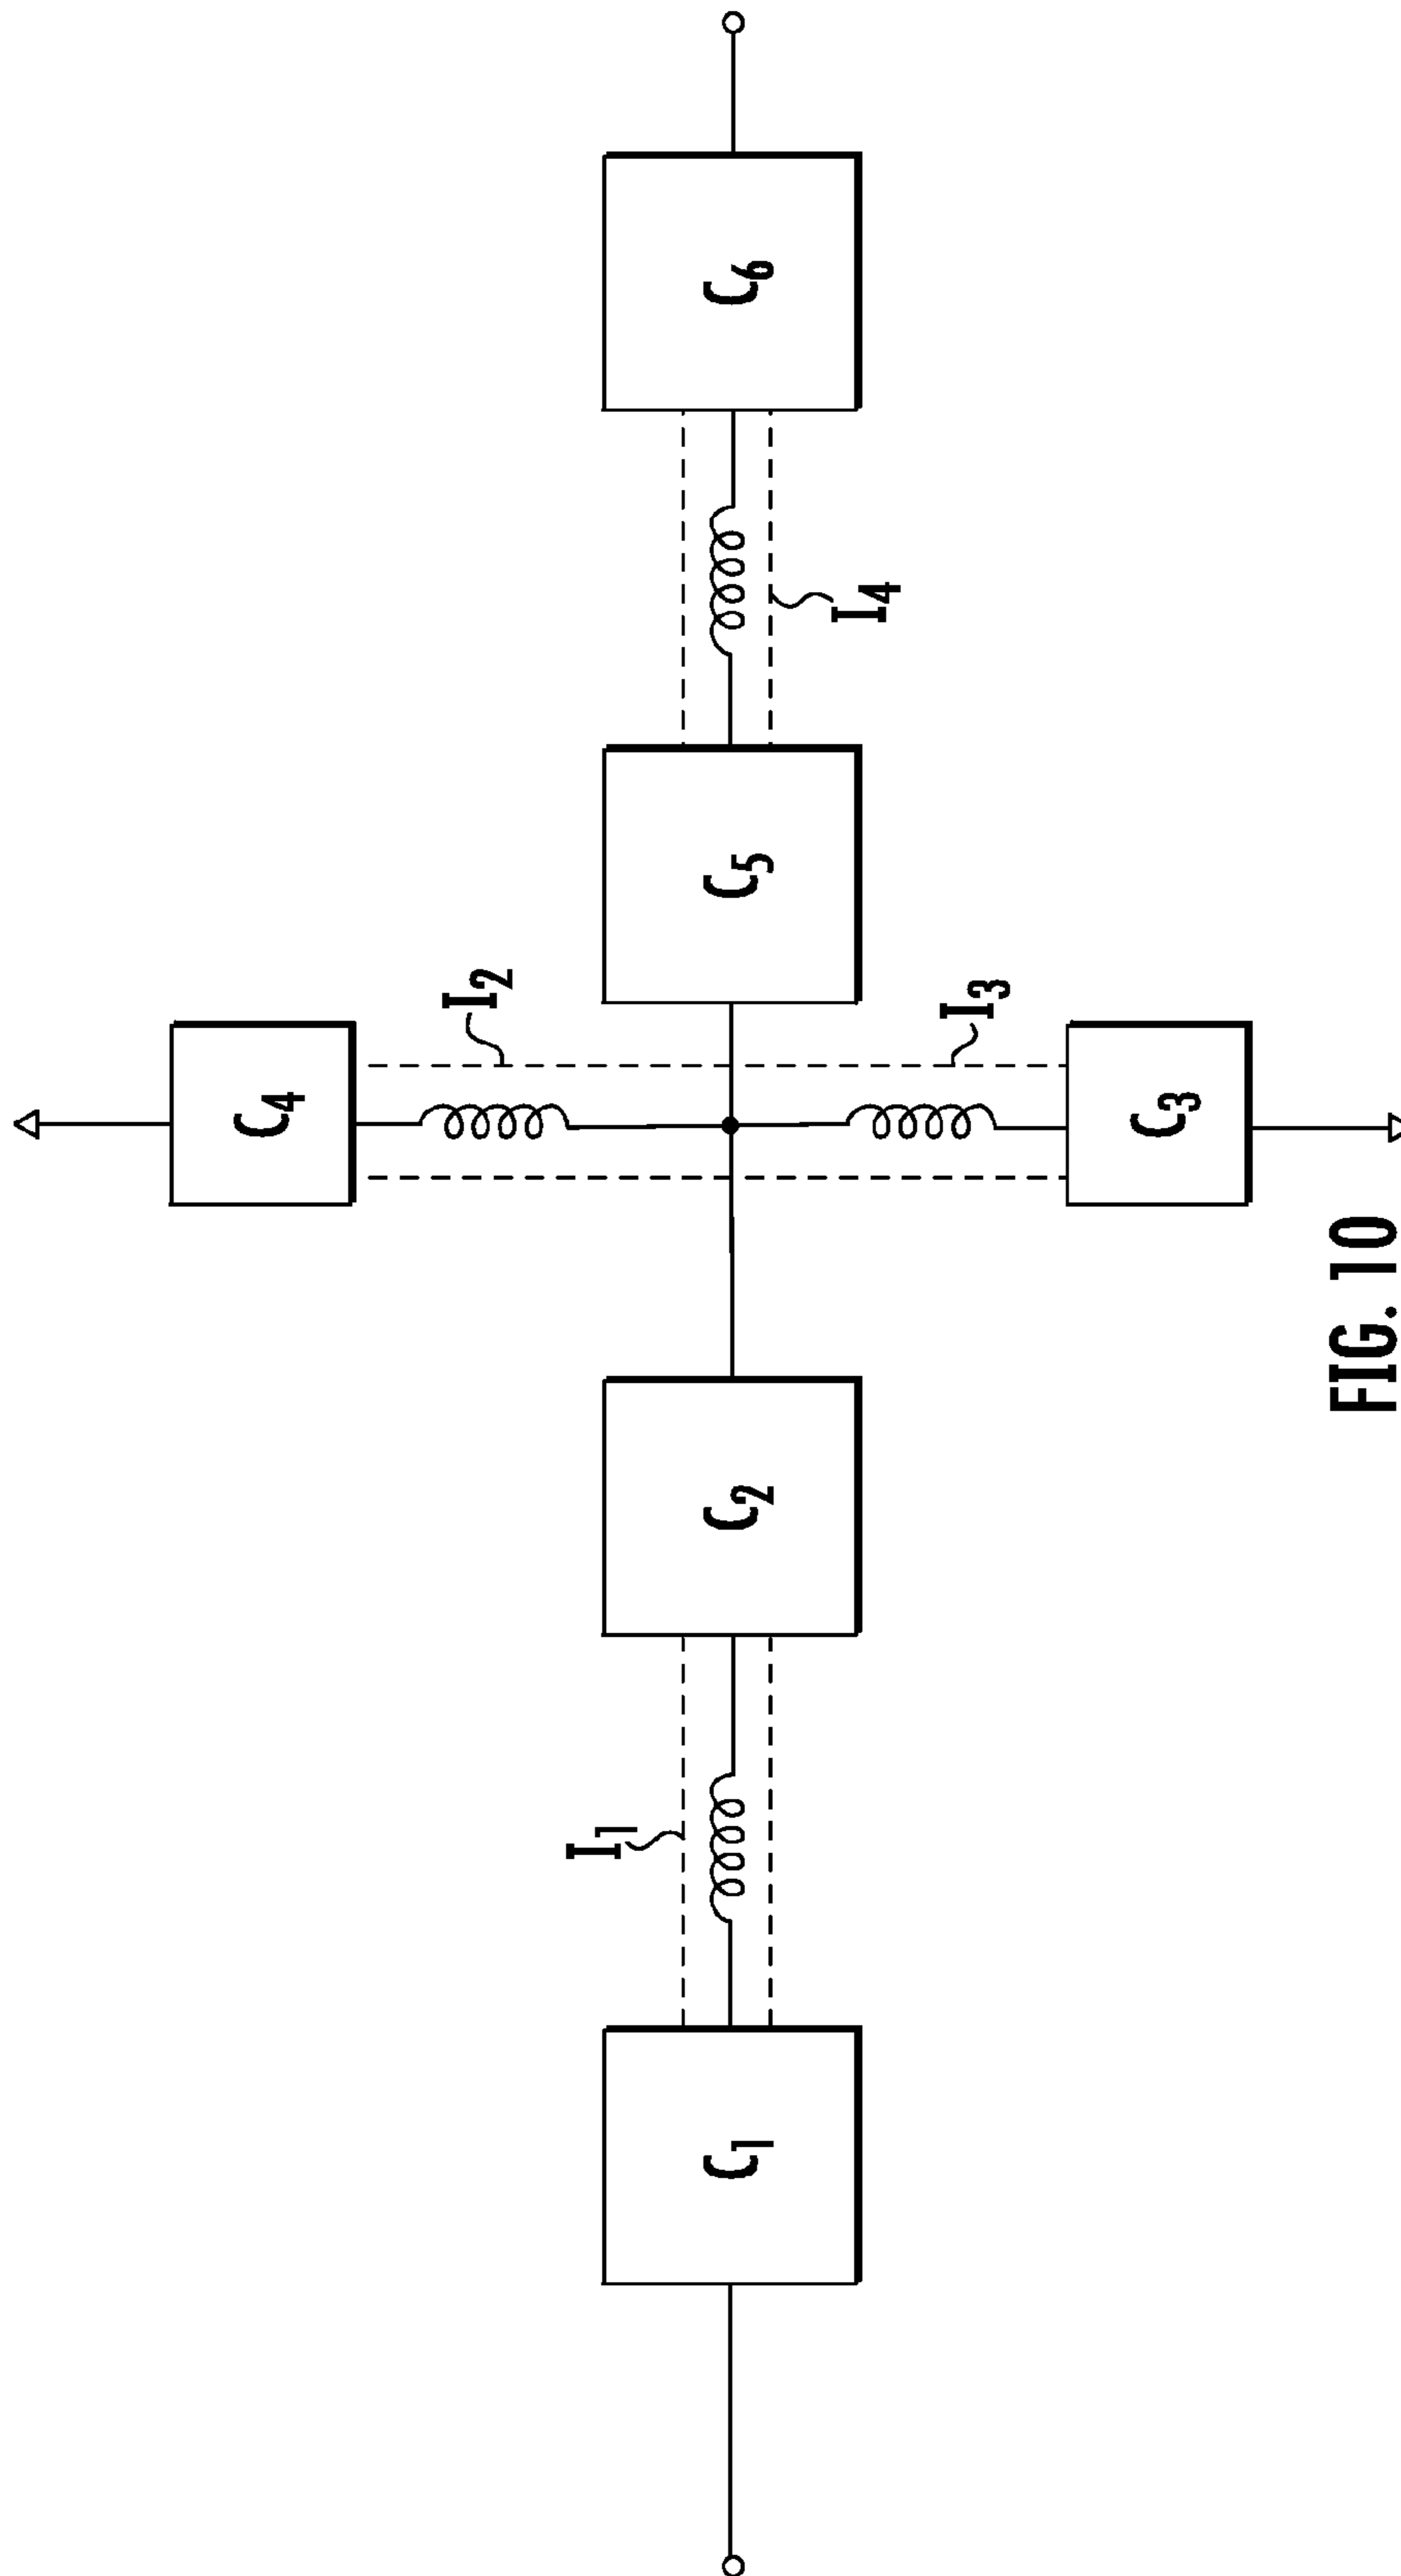 C₁
I₁
C₂
C₄
I₂
I₃
C₃
C₅
I₄
C₆
FIG. 10